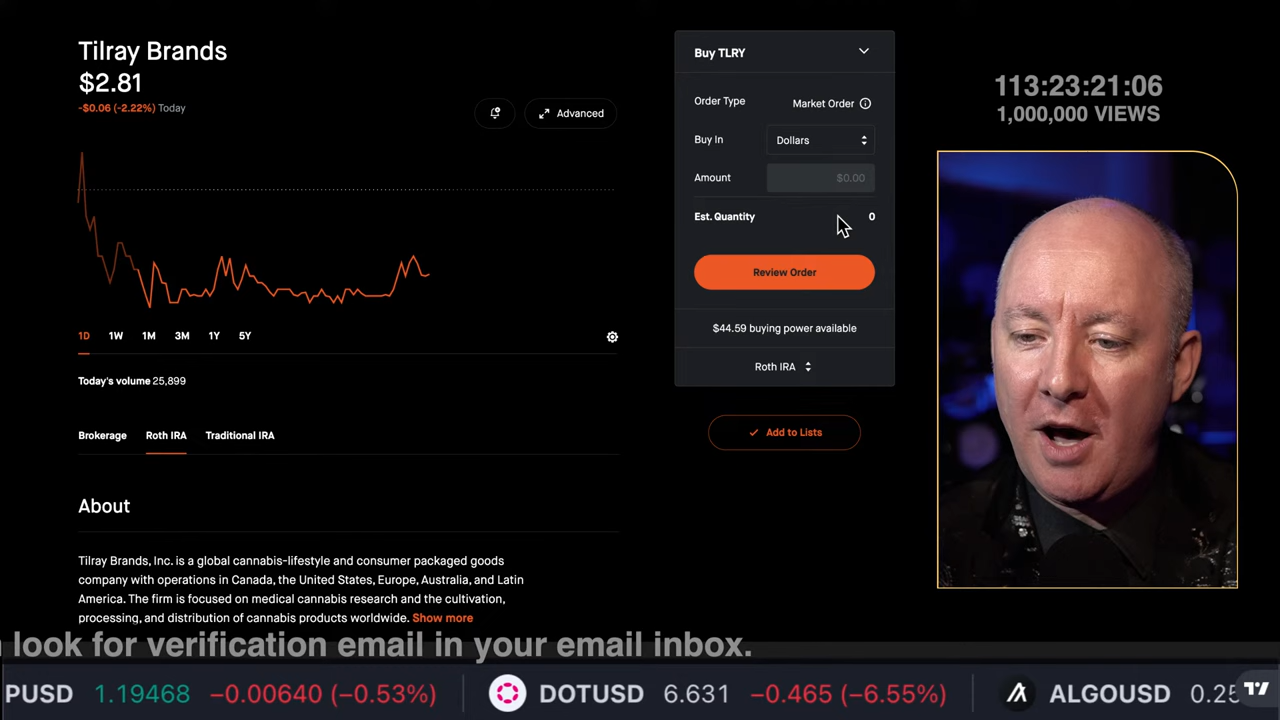 Tilray Brands
$2.81
-$0.06 (-2.22%) Today
Advanced
1D 1W 1M 3M 1Y 5Y
Today's volume 25,899
Brokerage Roth IRA Traditional IRA
About
Tilray Brands, Inc. is a global cannabis-lifestyle and consumer packaged goods
company with operations in Canada, the United States, Europe, Australia, and Latin
America. The firm is focused on medical cannabis research and the cultivation,
processing, and distribution of cannabis products worldwide. Show more
Buy TLRY
Order Type Market Order
Buy In Dollars
Amount $0.00
Est. Quantity 0
Review Order
$44.59 buying power available
Roth IRA
Add to Lists
113:23:21:06
1,000,000 VIEWS
look for verification email in your email inbox.
PUSD 1.19468 −0.00640 (−0.53%) DOTUSD 6.631 −0.465 (−6.55%) ALGOUSD 0.25